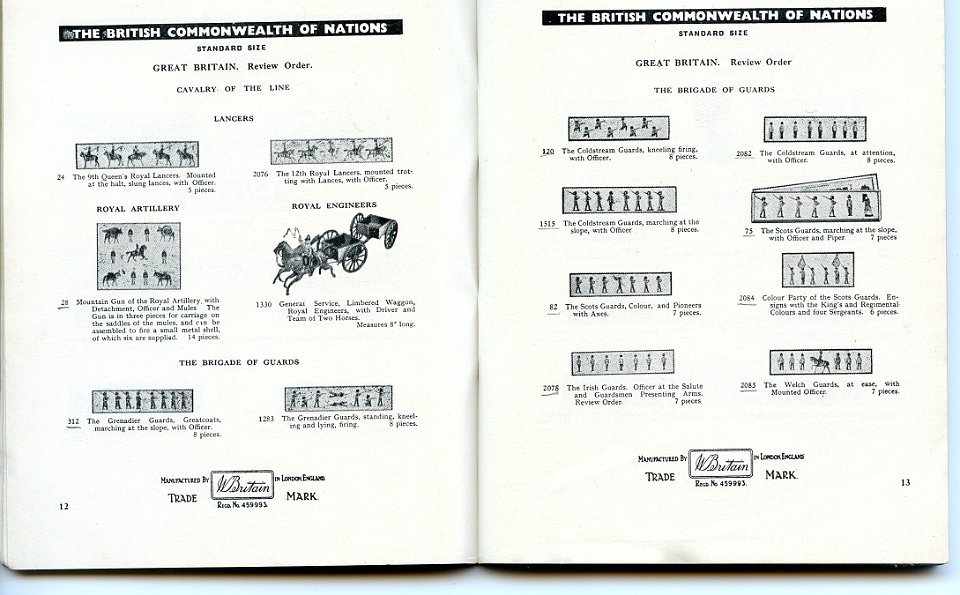 THE BRITISH COMMONWEALTH OF NATIONS
STANDARD SIZE
GREAT BRITAIN. Review Order.
CAVALRY OF THE LINE
LANCERS
24 The 9th Queen's Royal Lancers. Mounted
at the halt, slung lances, with Officer.
5 pieces.
2076 The 12th Royal Lancers, mounted trot-
ting with Lances, with Officer.
5 pieces.
ROYAL ARTILLERY
28 Mountain Gun of the Royal Artillery, with
Detachment, Officer and Mules The
Gun is in three pieces for carriage on
the saddles of the mules, and can be
assembled to fire a small metal shell,
of which six are supplied. 14 pieces.
ROYAL ENGINEERS
1330 General Service, Limbered Waggon,
Royal Engineers, with Driver and
Team of Two Horses.
Measures 8" long.
THE BRIGADE OF GUARDS
312 The Grenadier Guards, Greatcoats,
marching at the slope, with Officer.
8 pieces.
1283 The Grenadier Guards, standing, kneel-
ing and lying, firing. 8 pieces.
MANUFACTURED BY W Britain IN LONDON ENGLAND
TRADE MARK
REGD. No. 459993.
12
THE BRITISH COMMONWEALTH OF NATIONS
STANDARD SIZE
GREAT BRITAIN. Review Order
THE BRIGADE OF GUARDS
120 The Coldstream Guards, kneeling firing,
with Officer. 8 pieces.
2082 The Coldstream Guards, at attention,
with Officer. 8 pieces.
1515 The Coldstream Guards, marching at the
slope, with Officer 8 pieces.
75 The Scots Guards, marching at the slope,
with Officer and Piper 7 pieces
82 The Scots Guards, Colour, and Pioneers
with Axes. 7 pieces.
2084 Colour Party of the Scots Guards. En-
signs with the King's and Regimental
Colours and four Sergeants. 6 pieces.
2078 The Irish Guards. Officer at the Salute
and Guardsmen Presenting Arms.
Review Order. 7 pieces
2083 The Welch Guards, at ease, with
Mounted Officer. 7 pieces.
MANUFACTURED BY W Britain IN LONDON ENGLAND
TRADE MARK
REGD. No. 459993.
13